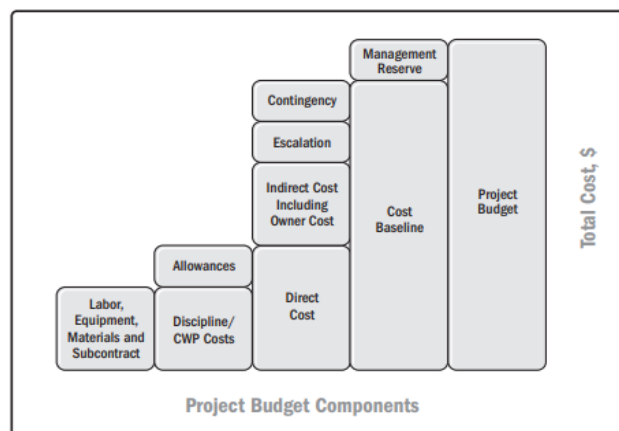 Management
Reserve
Contingency
Escalation
Indirect Cost
Including
Owner Cost
Project
Budget
Cost
Baseline
Allowances
Direct
Cost
Labor,
Equipment,
Materials and
Subcontract
Discipline/
CWP Costs
Total Cost, $
Project Budget Components